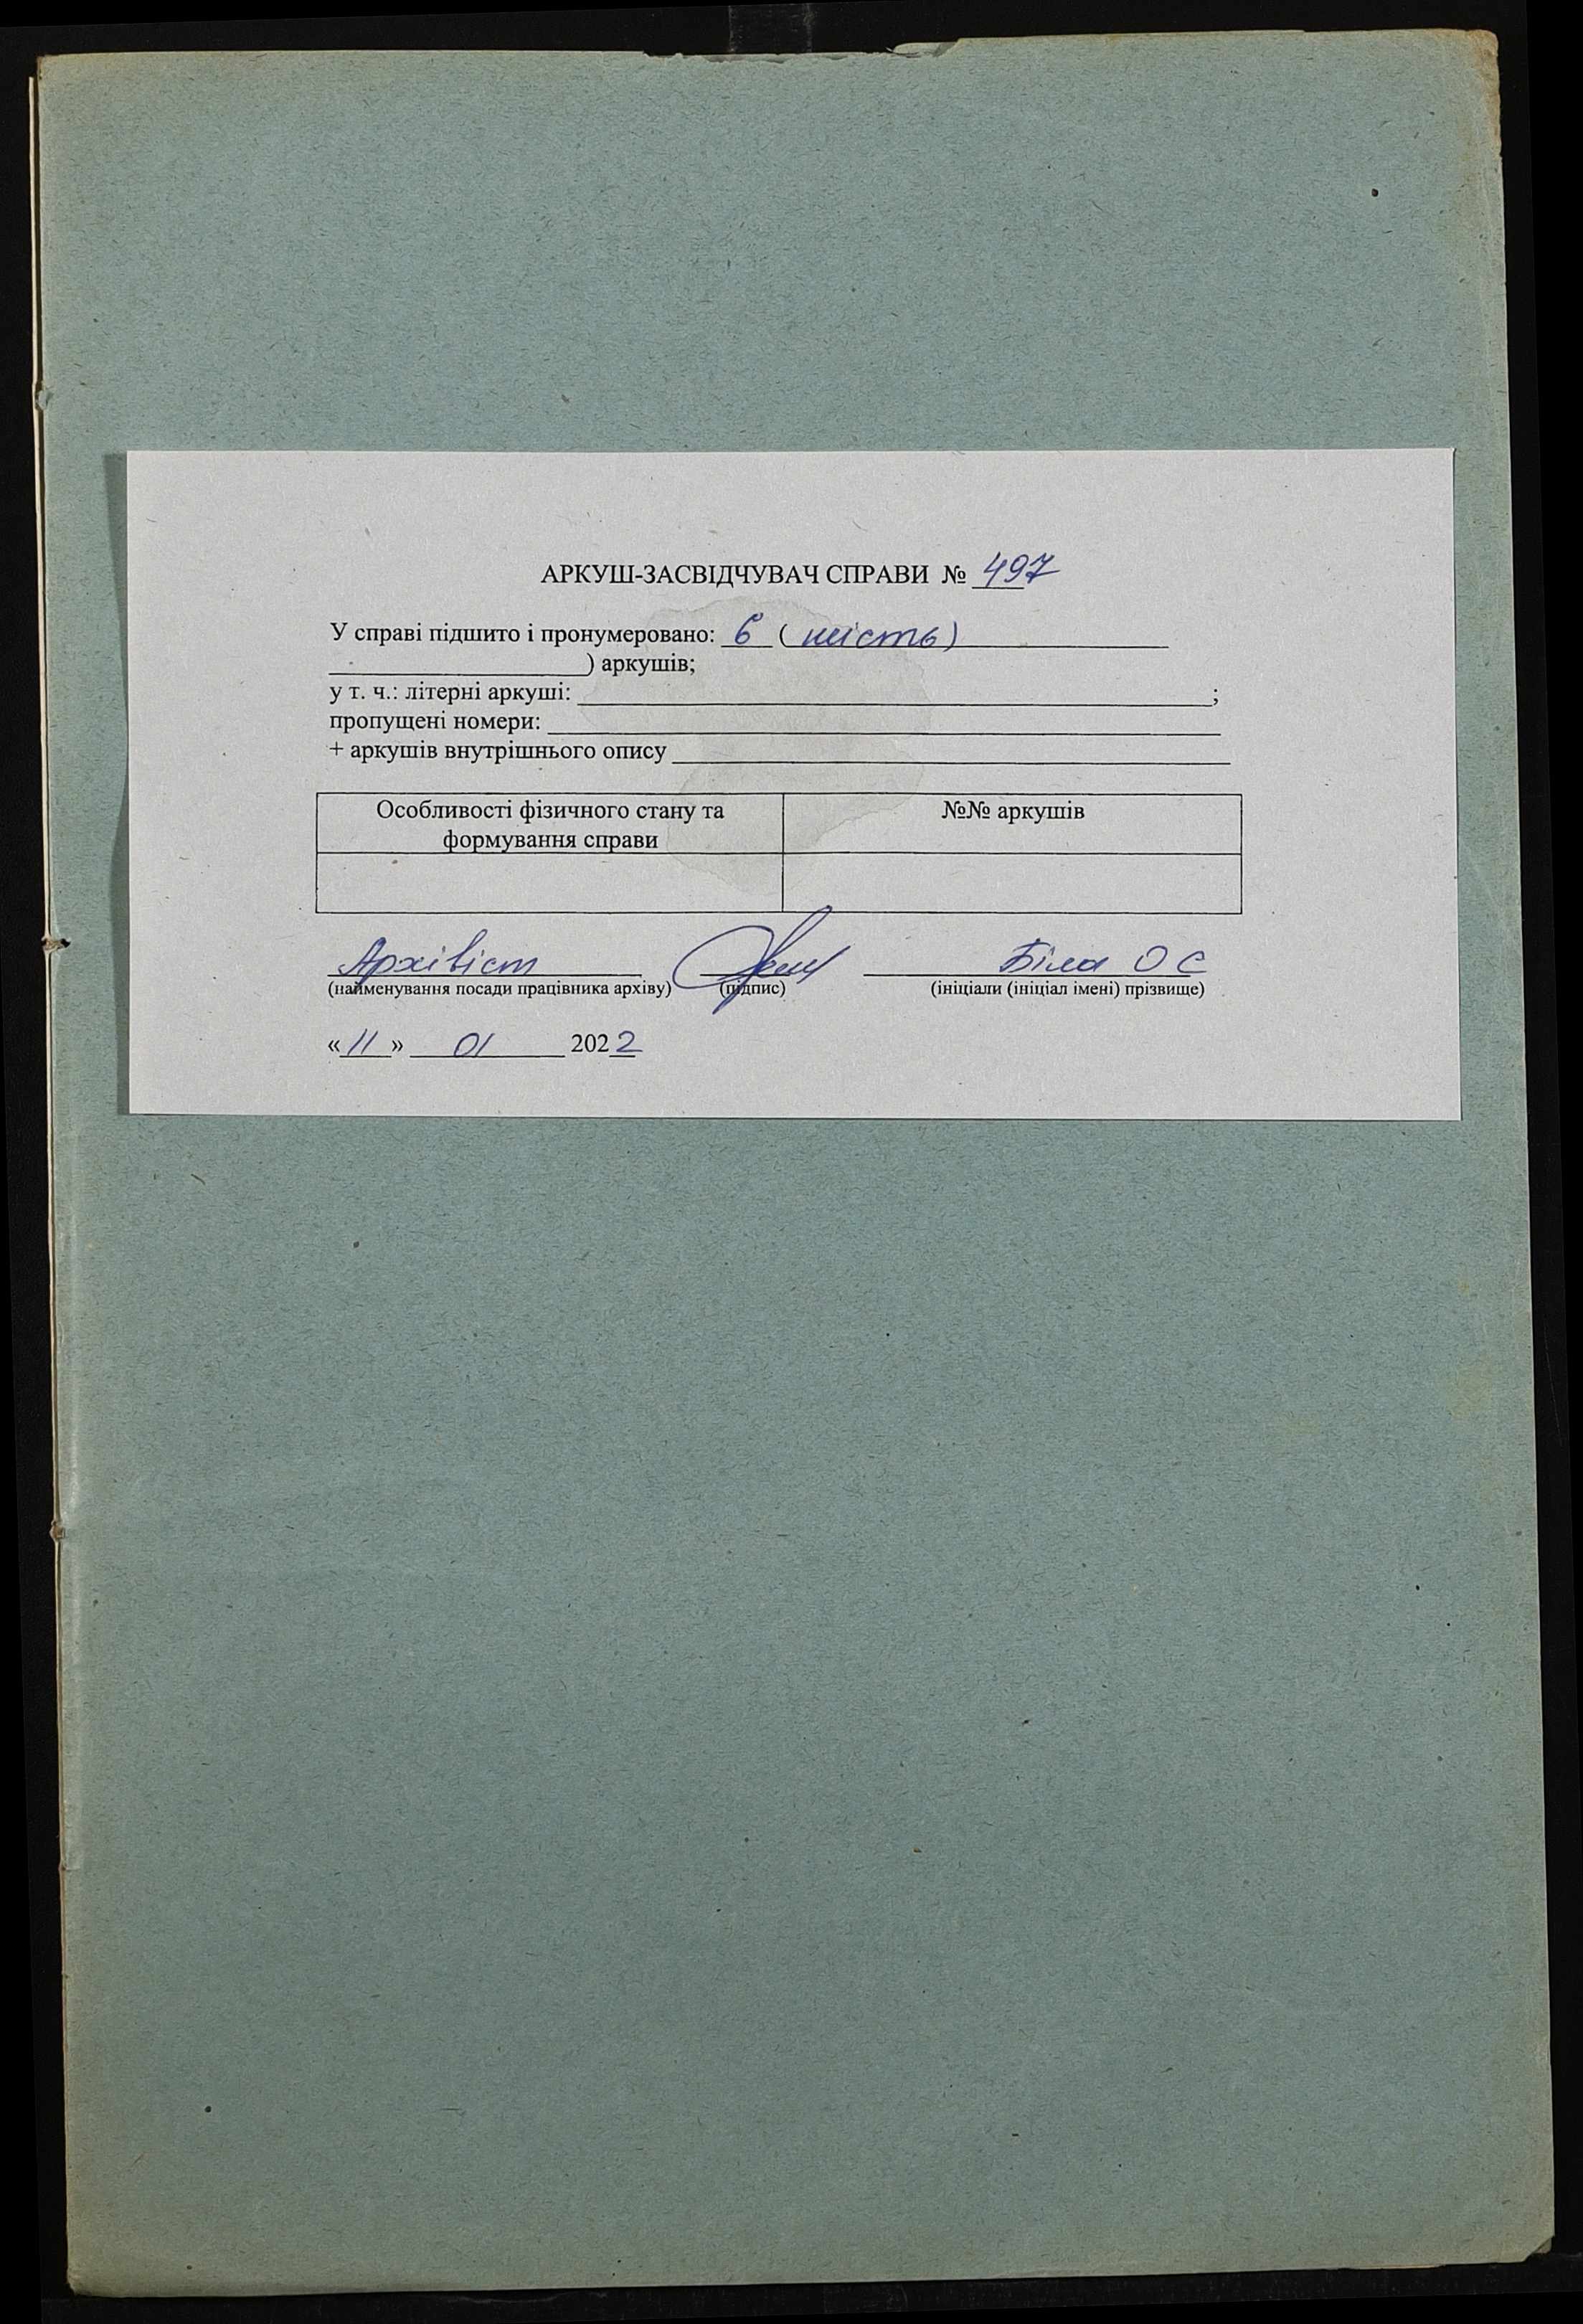 АРКУШ-ЗАСВІДЧУВАЧ СПРАВИ № 497
У справі підшито і пронумеровано: 6 ( шість)
) аркушів;
у т. ч.: літерні аркуші: ;
пропущені номери:
+ аркушів внутрішнього опису
Особливості фізичного стану та формування справи
№№ аркушів
Архівіст Біла О С
(найменування посади працівника архіву) (підпис) (ініціали (ініціал імені) прізвище)
« 11 » 01 2022